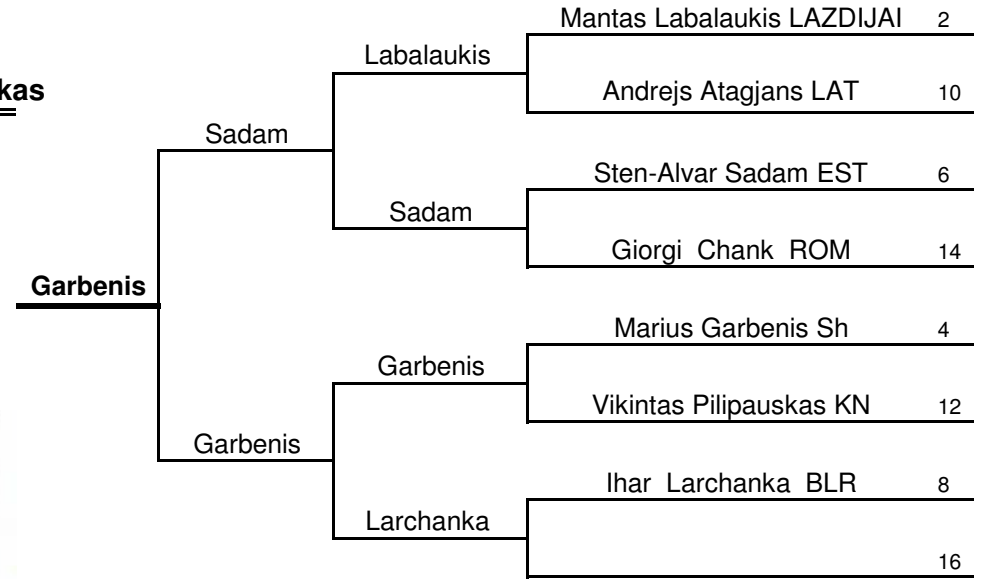 Mantas Labalaukis LAZDIJAI 2
Labalaukis
kas
Andrejs Atagjans LAT 10
Sadam
Sten-Alvar Sadam EST 6
Sadam
Giorgi Chank ROM 14
Garbenis
Marius Garbenis Sh 4
Garbenis
Vikintas Pilipauskas KN 12
Garbenis
Ihar Larchanka BLR 8
Larchanka
16